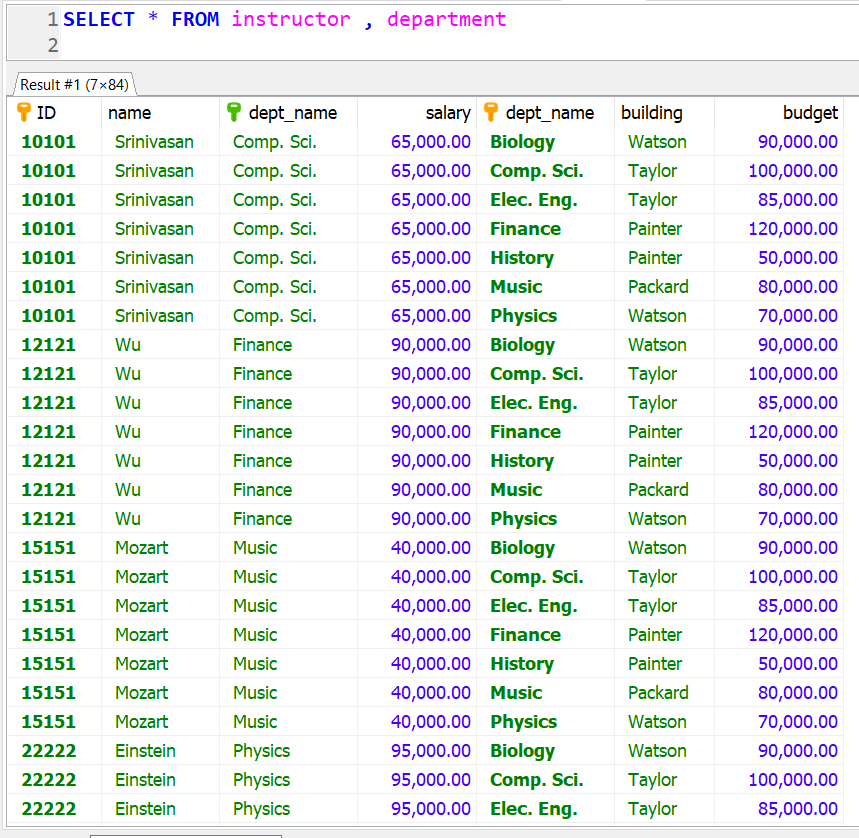 1 SELECT * FROM instructor , department
2
Result #1 (7×84)
ID name dept_name salary dept_name building budget
10101 Srinivasan Comp. Sci. 65,000.00 Biology Watson 90,000.00
10101 Srinivasan Comp. Sci. 65,000.00 Comp. Sci. Taylor 100,000.00
10101 Srinivasan Comp. Sci. 65,000.00 Elec. Eng. Taylor 85,000.00
10101 Srinivasan Comp. Sci. 65,000.00 Finance Painter 120,000.00
10101 Srinivasan Comp. Sci. 65,000.00 History Painter 50,000.00
10101 Srinivasan Comp. Sci. 65,000.00 Music Packard 80,000.00
10101 Srinivasan Comp. Sci. 65,000.00 Physics Watson 70,000.00
12121 Wu Finance 90,000.00 Biology Watson 90,000.00
12121 Wu Finance 90,000.00 Comp. Sci. Taylor 100,000.00
12121 Wu Finance 90,000.00 Elec. Eng. Taylor 85,000.00
12121 Wu Finance 90,000.00 Finance Painter 120,000.00
12121 Wu Finance 90,000.00 History Painter 50,000.00
12121 Wu Finance 90,000.00 Music Packard 80,000.00
12121 Wu Finance 90,000.00 Physics Watson 70,000.00
15151 Mozart Music 40,000.00 Biology Watson 90,000.00
15151 Mozart Music 40,000.00 Comp. Sci. Taylor 100,000.00
15151 Mozart Music 40,000.00 Elec. Eng. Taylor 85,000.00
15151 Mozart Music 40,000.00 Finance Painter 120,000.00
15151 Mozart Music 40,000.00 History Painter 50,000.00
15151 Mozart Music 40,000.00 Music Packard 80,000.00
15151 Mozart Music 40,000.00 Physics Watson 70,000.00
22222 Einstein Physics 95,000.00 Biology Watson 90,000.00
22222 Einstein Physics 95,000.00 Comp. Sci. Taylor 100,000.00
22222 Einstein Physics 95,000.00 Elec. Eng. Taylor 85,000.00